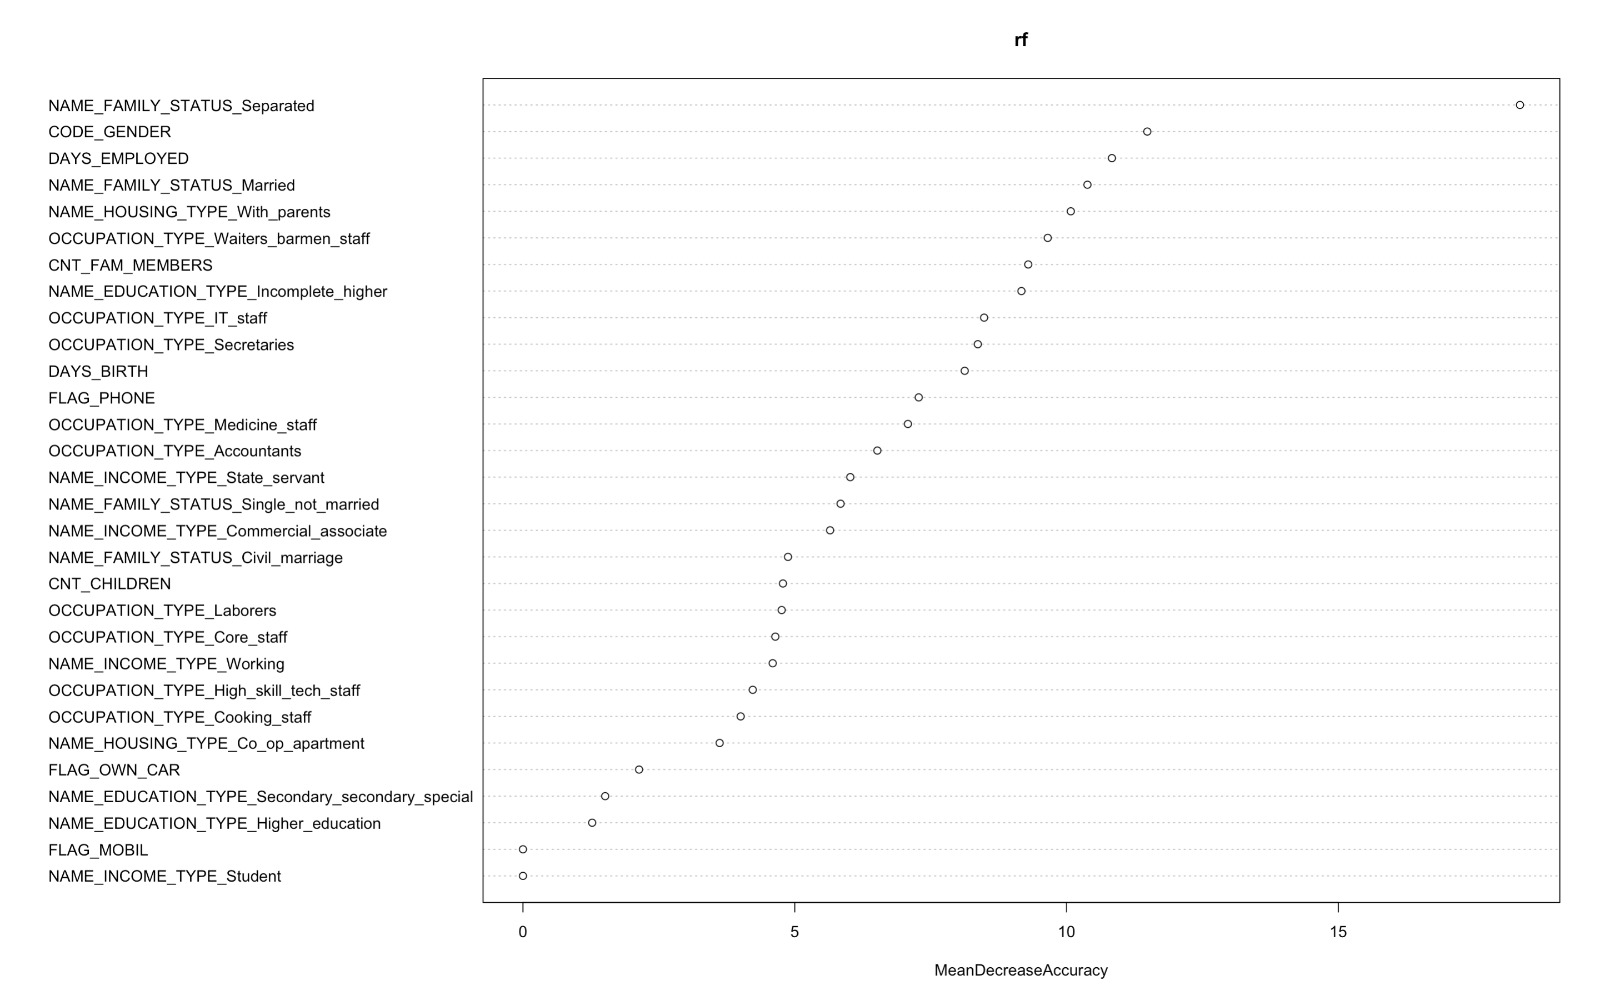 rf
NAME_FAMILY_STATUS_Separated
CODE_GENDER
DAYS_EMPLOYED
NAME_FAMILY_STATUS_Married
NAME_HOUSING_TYPE_With_parents
OCCUPATION_TYPE_Waiters_barmen_staff
CNT_FAM_MEMBERS
NAME_EDUCATION_TYPE_Incomplete_higher
OCCUPATION_TYPE_IT_staff
OCCUPATION_TYPE_Secretaries
DAYS_BIRTH
FLAG_PHONE
OCCUPATION_TYPE_Medicine_staff
OCCUPATION_TYPE_Accountants
NAME_INCOME_TYPE_State_servant
NAME_FAMILY_STATUS_Single_not_married
NAME_INCOME_TYPE_Commercial_associate
NAME_FAMILY_STATUS_Civil_marriage
CNT_CHILDREN
OCCUPATION_TYPE_Laborers
OCCUPATION_TYPE_Core_staff
NAME_INCOME_TYPE_Working
OCCUPATION_TYPE_High_skill_tech_staff
OCCUPATION_TYPE_Cooking_staff
NAME_HOUSING_TYPE_Co_op_apartment
FLAG_OWN_CAR
NAME_EDUCATION_TYPE_Secondary_secondary_special
NAME_EDUCATION_TYPE_Higher_education
FLAG_MOBIL
NAME_INCOME_TYPE_Student
0 5 10 15
MeanDecreaseAccuracy